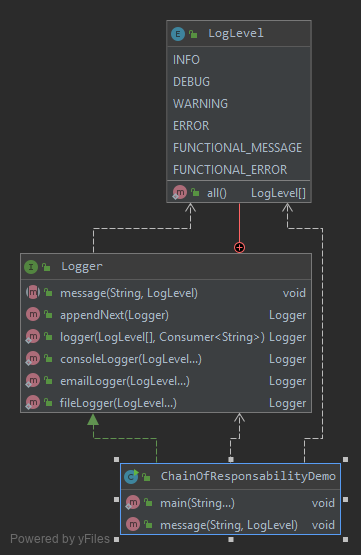 E LogLevel
INFO
DEBUG
WARNING
ERROR
FUNCTIONAL_MESSAGE
FUNCTIONAL_ERROR
m all() LogLevel[]
I Logger
m message(String, LogLevel) void
m appendNext(Logger) Logger
m logger(LogLevel[], Consumer<String>) Logger
m consoleLogger(LogLevel...) Logger
m emailLogger(LogLevel...) Logger
m fileLogger(LogLevel...) Logger
C ChainOfResponsabilityDemo
m main(String...) void
m message(String, LogLevel) void
Powered by yFiles